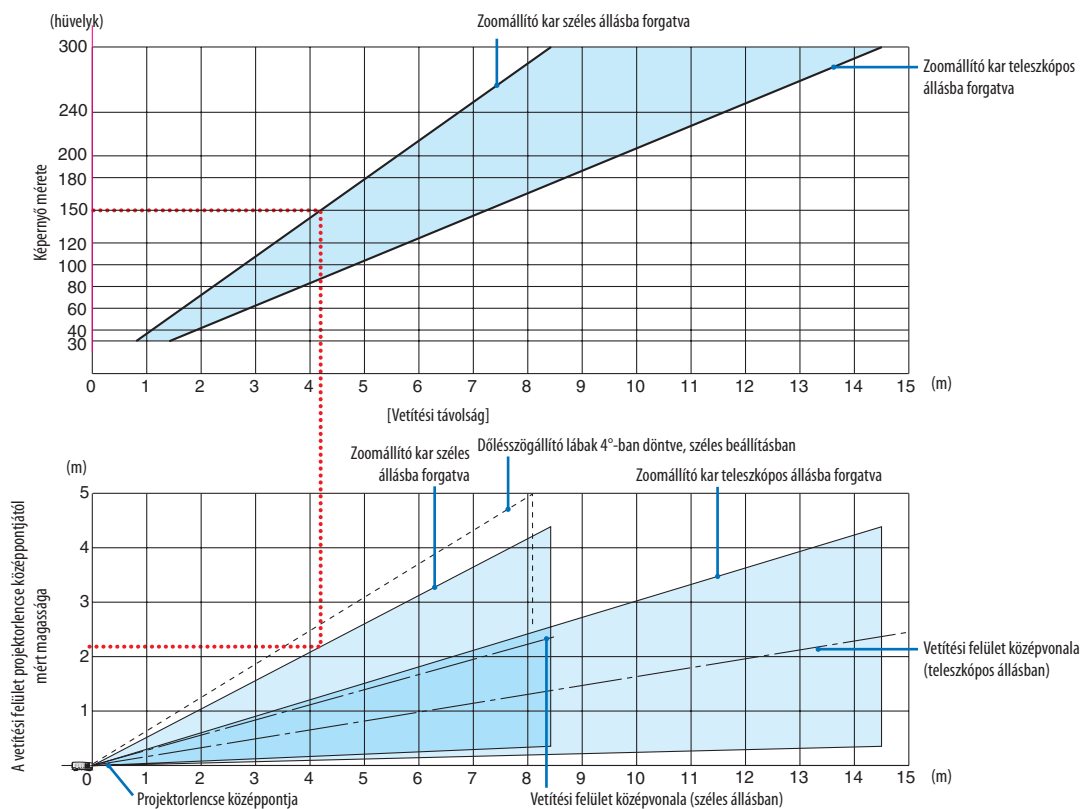 (hüvelyk)
Zoomállító kar széles állásba forgatva
Zoomállító kar teleszkópos
állásba forgatva
Képernyő mérete
300
240
200
180
150
120
100
80
60
40
30
0 1 2 3 4 5 6 7 8 9 10 11 12 13 14 15 (m)
[Vetítési távolság]
(m)
Zoomállító kar széles
állásba forgatva
Dőlésszögállító lábak 4°-ban döntve, széles beállításban
Zoomállító kar teleszkópos állásba forgatva
A vetítési felület projektorlencse középpontjától
mért magassága
5
4
3
2
1
Vetítési felület középvonala
(teleszkópos állásban)
0 1 2 3 4 5 6 7 8 9 10 11 12 13 14 15 (m)
Projektorlencse középpontja
Vetítési felület középvonala (széles állásban)